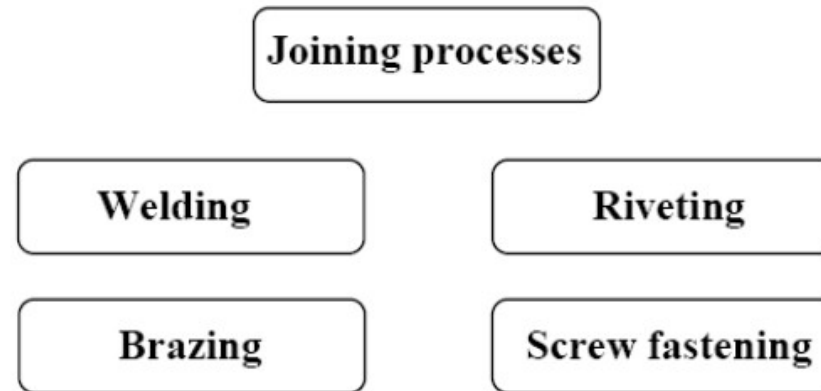 Joining processes
Welding
Riveting
Brazing
Screw fastening